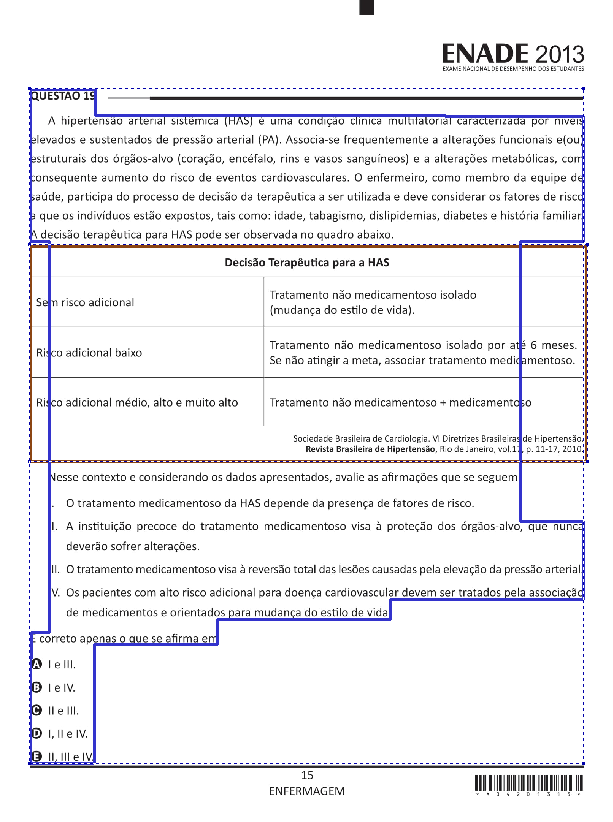 ENADE 2013
EXAME NACIONAL DE DESEMPENHO DOS ESTUDANTES
QUESTÃO 19
A hipertensão arterial sistêmica (HAS) é uma condição clínica multifatorial caracterizada por níveis
elevados e sustentados de pressão arterial (PA). Associa-se frequentemente a alterações funcionais e(ou)
estruturais dos órgãos-alvo (coração, encéfalo, rins e vasos sanguíneos) e a alterações metabólicas, com
consequente aumento do risco de eventos cardiovasculares. O enfermeiro, como membro da equipe de
saúde, participa do processo de decisão da terapêutica a ser utilizada e deve considerar os fatores de risco
a que os indivíduos estão expostos, tais como: idade, tabagismo, dislipidemias, diabetes e história familiar.
A decisão terapêutica para HAS pode ser observada no quadro abaixo.
Decisão Terapêutica para a HAS
Sem risco adicional
Tratamento não medicamentoso isolado
(mudança do estilo de vida).
Risco adicional baixo
Tratamento não medicamentoso isolado por até 6 meses.
Se não atingir a meta, associar tratamento medicamentoso.
Risco adicional médio, alto e muito alto
Tratamento não medicamentoso + medicamentoso
Sociedade Brasileira de Cardiologia. VI Diretrizes Brasileiras de Hipertensão.
Revista Brasileira de Hipertensão, Rio de Janeiro, vol.17, p. 11-17, 2010.
Nesse contexto e considerando os dados apresentados, avalie as afirmações que se seguem.
I. O tratamento medicamentoso da HAS depende da presença de fatores de risco.
II. A instituição precoce do tratamento medicamentoso visa à proteção dos órgãos-alvo, que nunca
deverão sofrer alterações.
III. O tratamento medicamentoso visa à reversão total das lesões causadas pela elevação da pressão arterial.
IV. Os pacientes com alto risco adicional para doença cardiovascular devem ser tratados pela associação
de medicamentos e orientados para mudança do estilo de vida.
É correto apenas o que se afirma em
A I e III.
B I e IV.
C II e III.
D I, II e IV.
E II, III e IV.
15
ENFERMAGEM